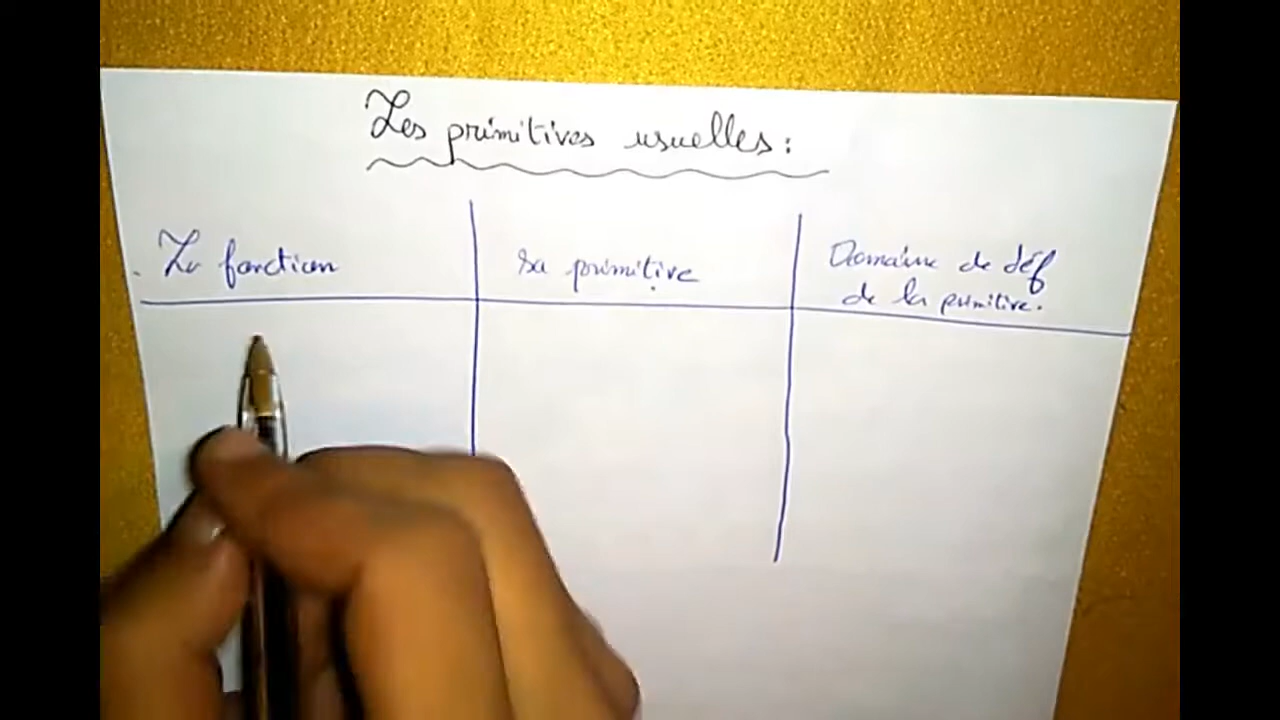 Les primitives usuelles :
La fonction
sa primitive
Domaine de déf
de la primitive.